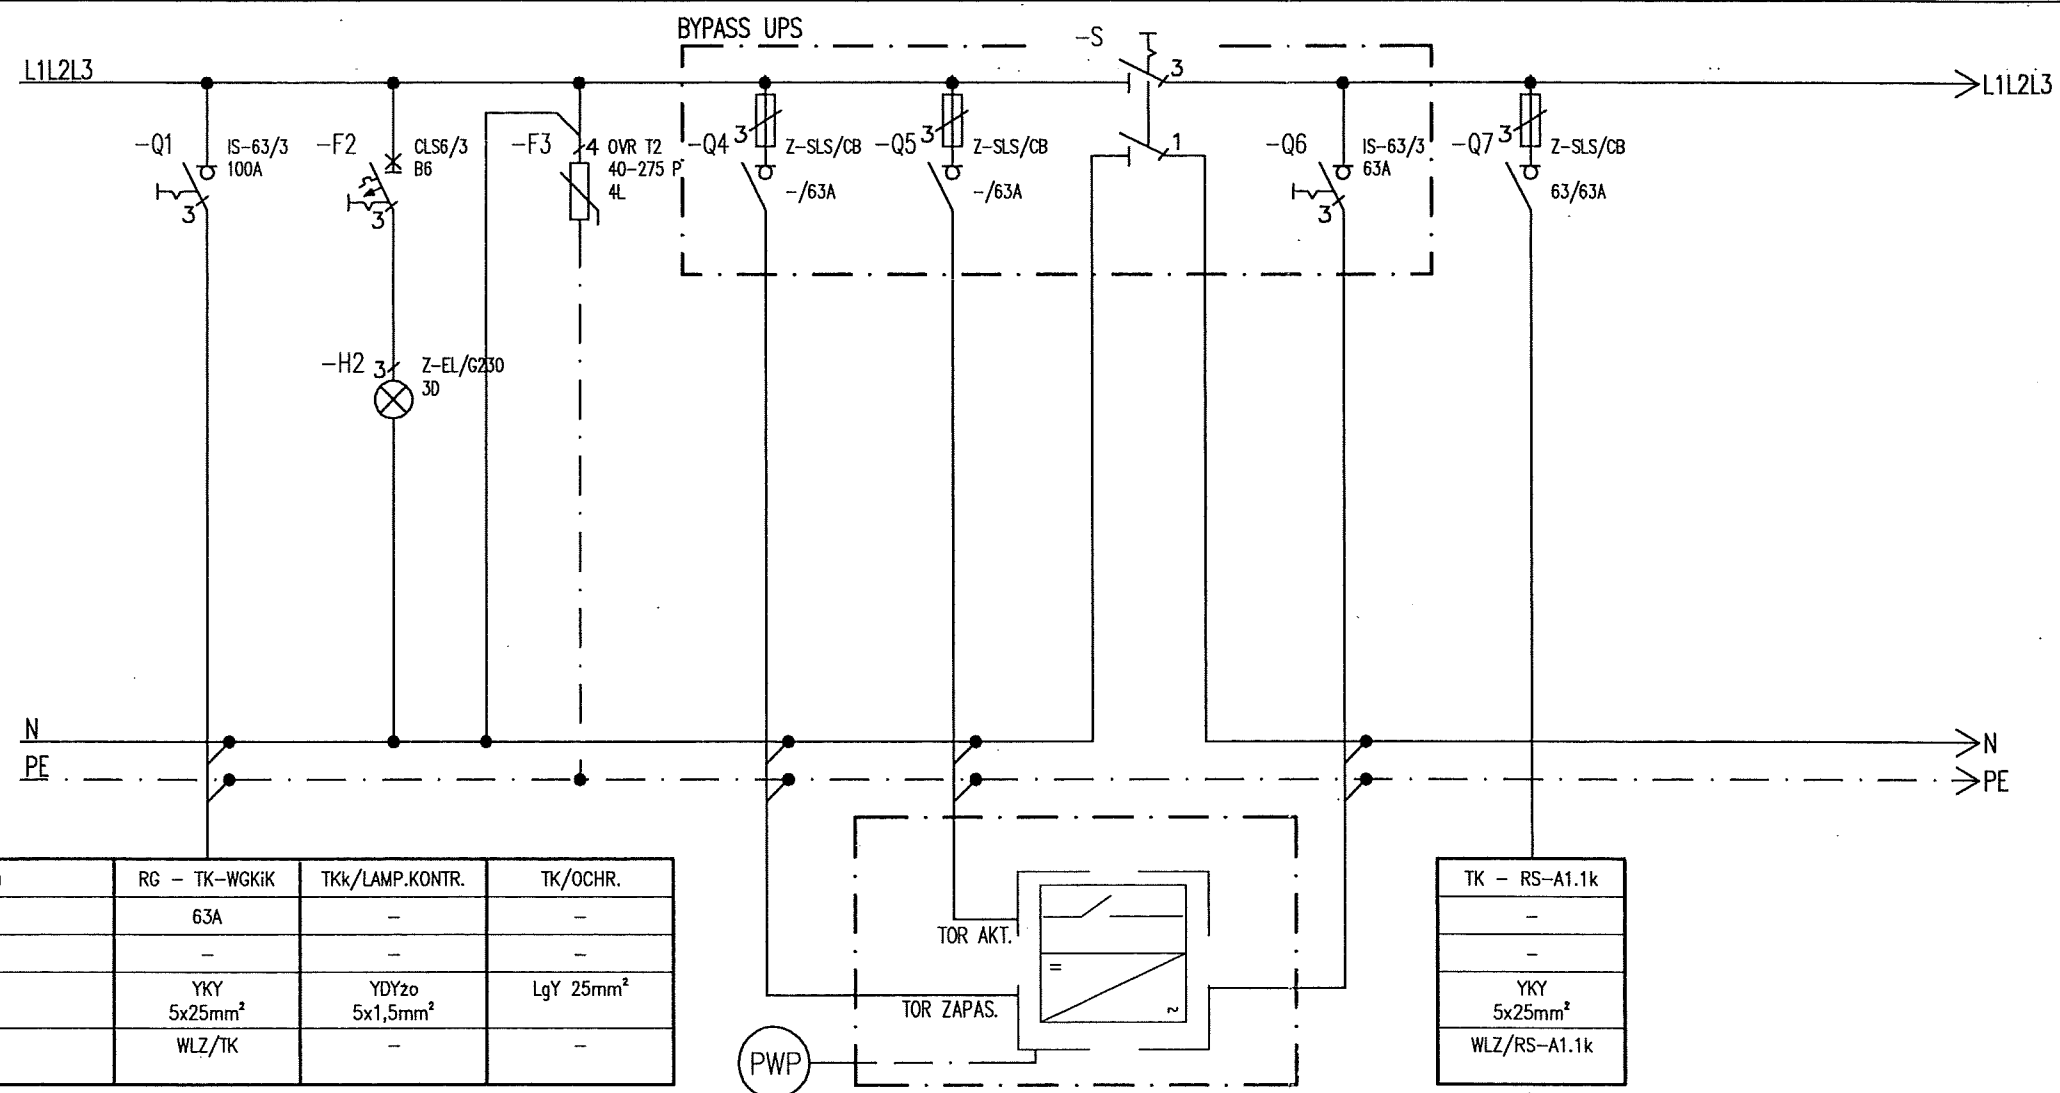 BYPASS UPS
-S
3
L1L2L3
L1L2L3
-Q1
IS-63/3
100A
3
-F2
CLS6/3
B6
3
-F3
4
OVR T2
40-275 P
4L
-Q4
3
Z-SLS/CB
-/63A
-Q5
3
Z-SLS/CB
-/63A
1
-Q6
IS-63/3
63A
3
-Q7
3
Z-SLS/CB
63/63A
-H2
3
Z-EL/G230
3D
N
N
PE
PE
RG - TK-WGKiK
TKk/LAMP.KONTR.
TK/OCHR.
63A
-
-
-
-
-
YKY
5x25mm²
YDYżo
5x1,5mm²
LgY 25mm²
WLZ/TK
-
-
TOR AKT.
=
~
TOR ZAPAS.
PWP
TK - RS-A1.1k
-
-
YKY
5x25mm²
WLZ/RS-A1.1k